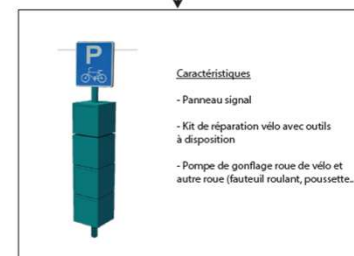 P
Caractéristiques
- Panneau signal
- Kit de réparation vélo avec outils
à disposition
- Pompe de gonflage roue de vélo et
autre roue (fauteuil roulant, poussette..